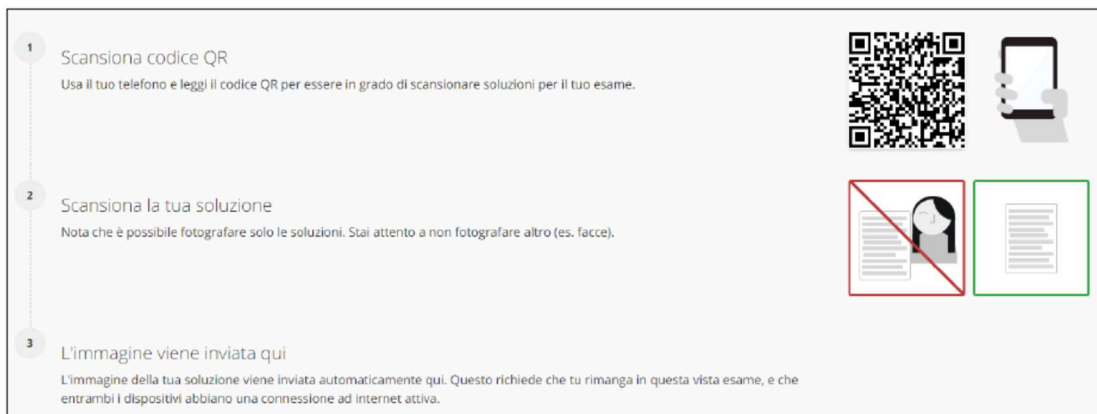 1
Scansiona codice QR
Usa il tuo telefono e leggi il codice QR per essere in grado di scansionare soluzioni per il tuo esame.
2
Scansiona la tua soluzione
Nota che è possibile fotografare solo le soluzioni. Stai attento a non fotografare altro (es. facce).
3
L'immagine viene inviata qui
L'immagine della tua soluzione viene inviata automaticamente qui. Questo richiede che tu rimanga in questa vista esame, e che
entrambi i dispositivi abbiano una connessione ad internet attiva.